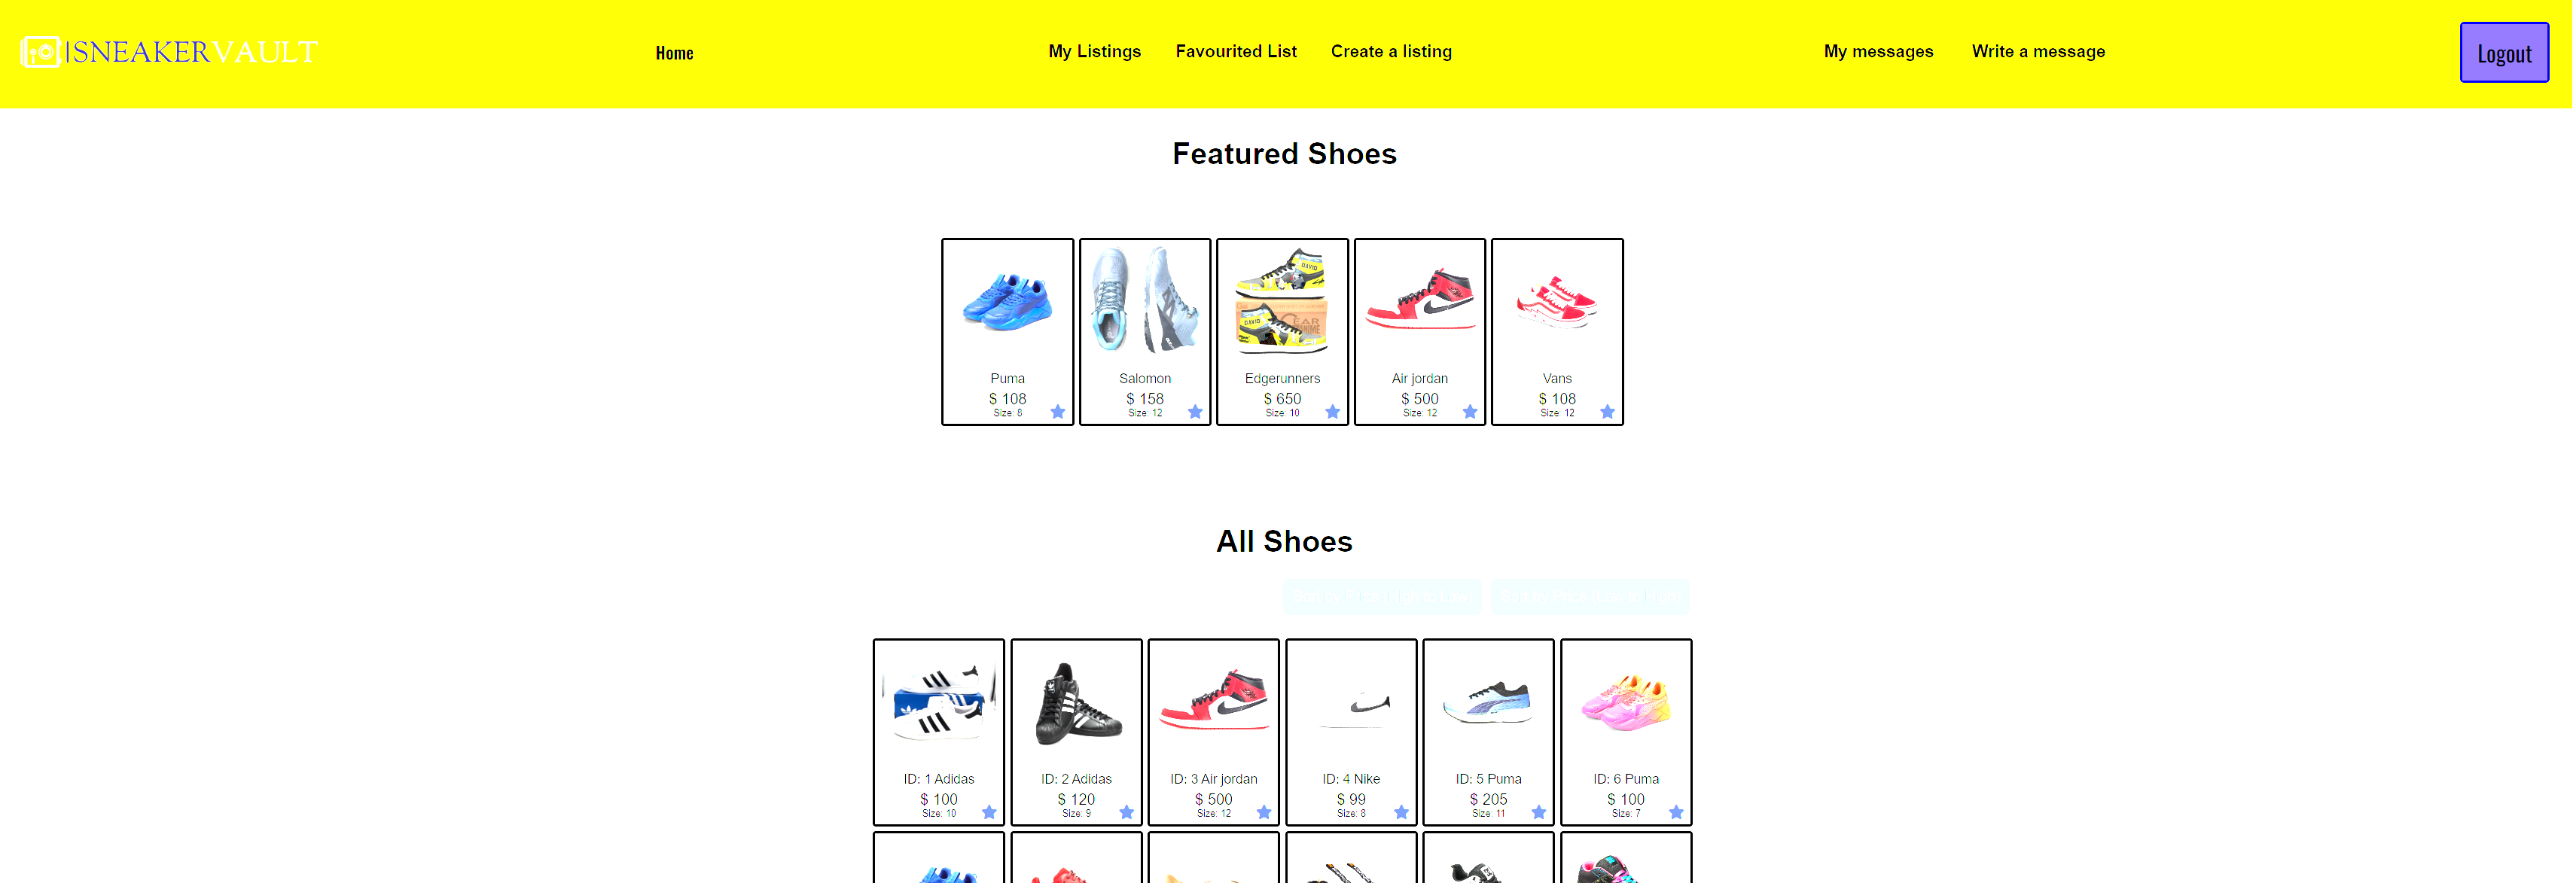 SNEAKERVAULT
Home
My Listings
Favourited List
Create a listing
My messages
Write a message
Logout
Featured Shoes
DAVID
DAVID
Puma
$ 108
Size: 8
Salomon
$ 158
Size: 12
Edgerunners
$ 650
Size: 10
Air jordan
$ 500
Size: 12
Vans
$ 108
Size: 12
All Shoes
ID: 1 Adidas
$ 100
Size: 10
ID: 2 Adidas
$ 120
Size: 9
ID: 3 Air jordan
$ 500
Size: 12
ID: 4 Nike
$ 99
Size: 8
ID: 5 Puma
$ 205
Size: 11
ID: 6 Puma
$ 100
Size: 7